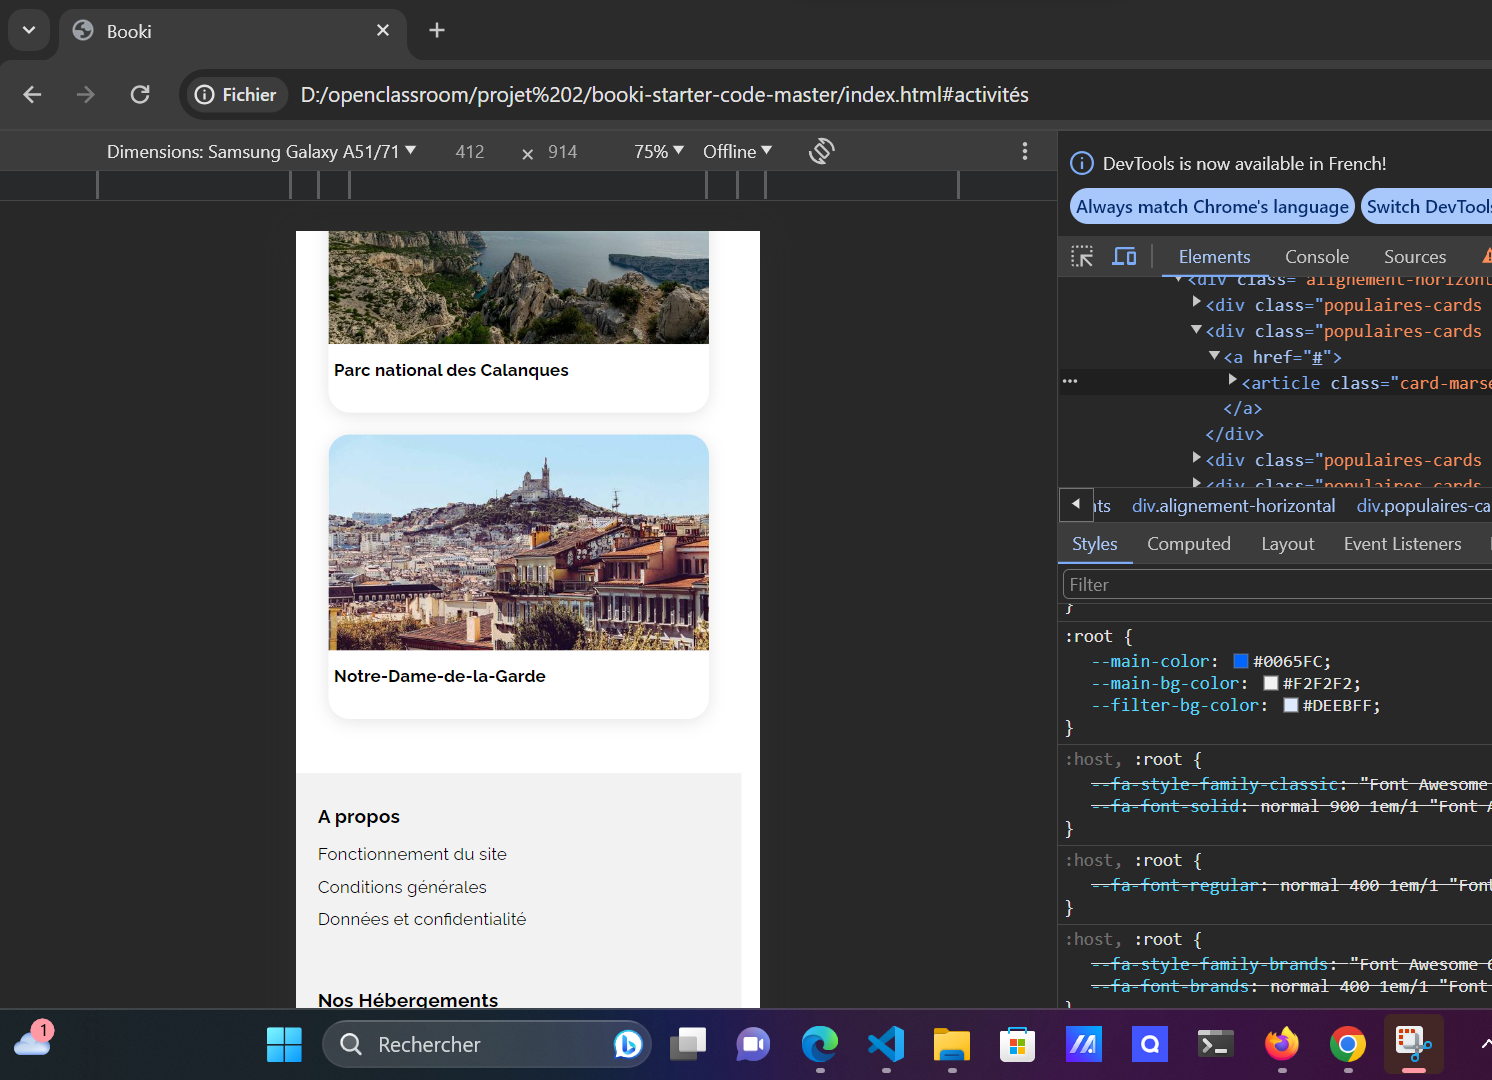 Booki
Fichier
D:/openclassroom/projet%202/booki-starter-code-master/index.html#activités
Dimensions: Samsung Galaxy A51/71 412 × 914 75% Offline
DevTools is now available in French!
Always match Chrome's language
Switch DevTools
Elements Console Sources
<div class="alignement-horizont
<div class="populaires-cards
<div class="populaires-cards
<a href="#">
<article class="card-marse
</a>
</div>
<div class="populaires-cards
<div class="populaires-cards
nts div.alignement-horizontal div.populaires-ca
Styles Computed Layout Event Listeners
Filter
}
:root {
--main-color: #0065FC;
--main-bg-color: #F2F2F2;
--filter-bg-color: #DEEBFF;
}
:host, :root {
--fa-style-family-classic: "Font Awesome
--fa-font-solid: normal 900 1em/1 "Font A
}
:host, :root {
--fa-font-regular: normal 400 1em/1 "Font
}
:host, :root {
--fa-style-family-brands: "Font Awesome 6
--fa-font-brands: normal 400 1em/1 "Font
}
Parc national des Calanques
Notre-Dame-de-la-Garde
A propos
Fonctionnement du site
Conditions générales
Données et confidentialité
Nos Hébergements
1
Rechercher